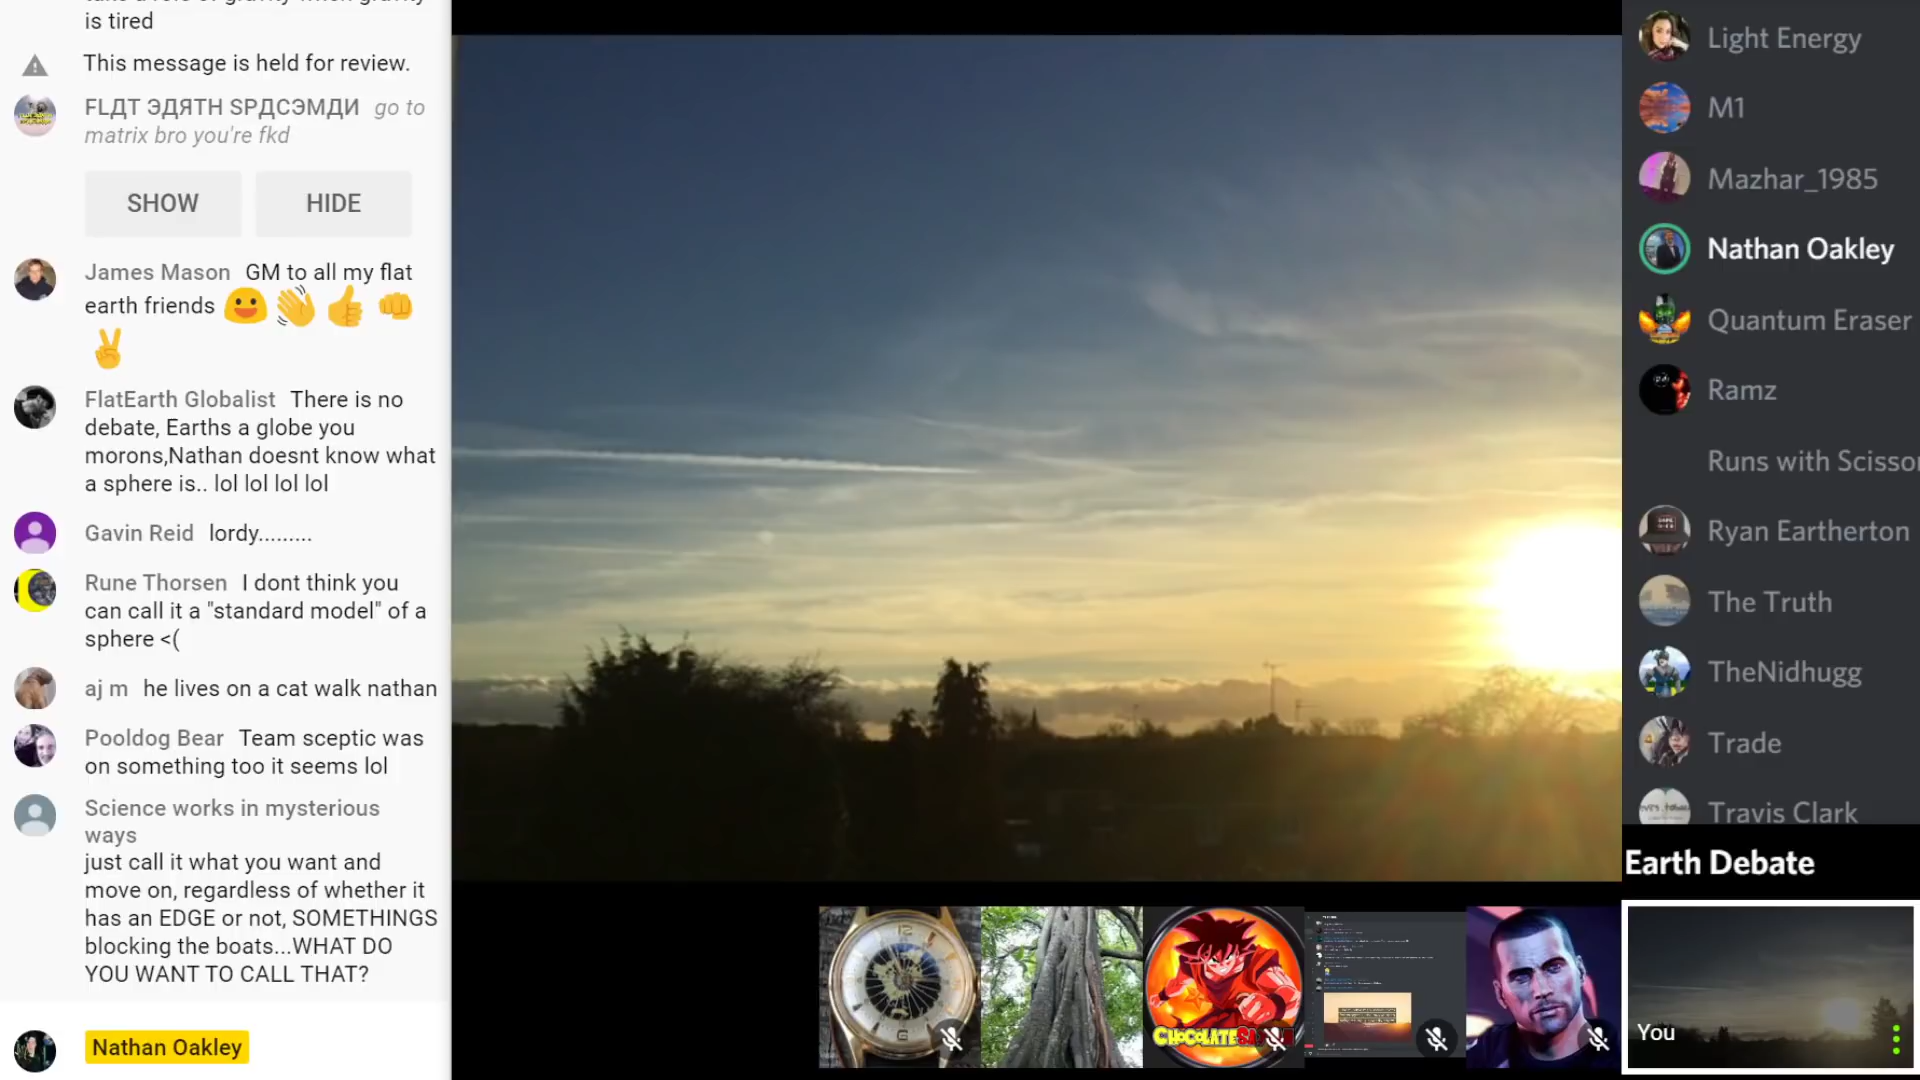 is tired
This message is held for review.
FLДT ЭДЯTH SPДCЭMДИ go to
matrix bro you're fkd
SHOW HIDE
James Mason GM to all my flat
earth friends
FlatEarth Globalist There is no
debate, Earths a globe you
morons,Nathan doesnt know what
a sphere is.. lol lol lol lol
Gavin Reid lordy.........
Rune Thorsen I dont think you
can call it a "standard model" of a
sphere <(
aj m he lives on a cat walk nathan
Pooldog Bear Team sceptic was
on something too it seems lol
Science works in mysterious
ways
just call it what you want and
move on, regardless of whether it
has an EDGE or not, SOMETHINGS
blocking the boats...WHAT DO
YOU WANT TO CALL THAT?
Nathan Oakley
Light Energy
M1
Mazhar_1985
Nathan Oakley
Quantum Eraser
Ramz
Runs with Scissor
Ryan Eartherton
The Truth
TheNidhugg
Trade
Travis Clark
Earth Debate
You